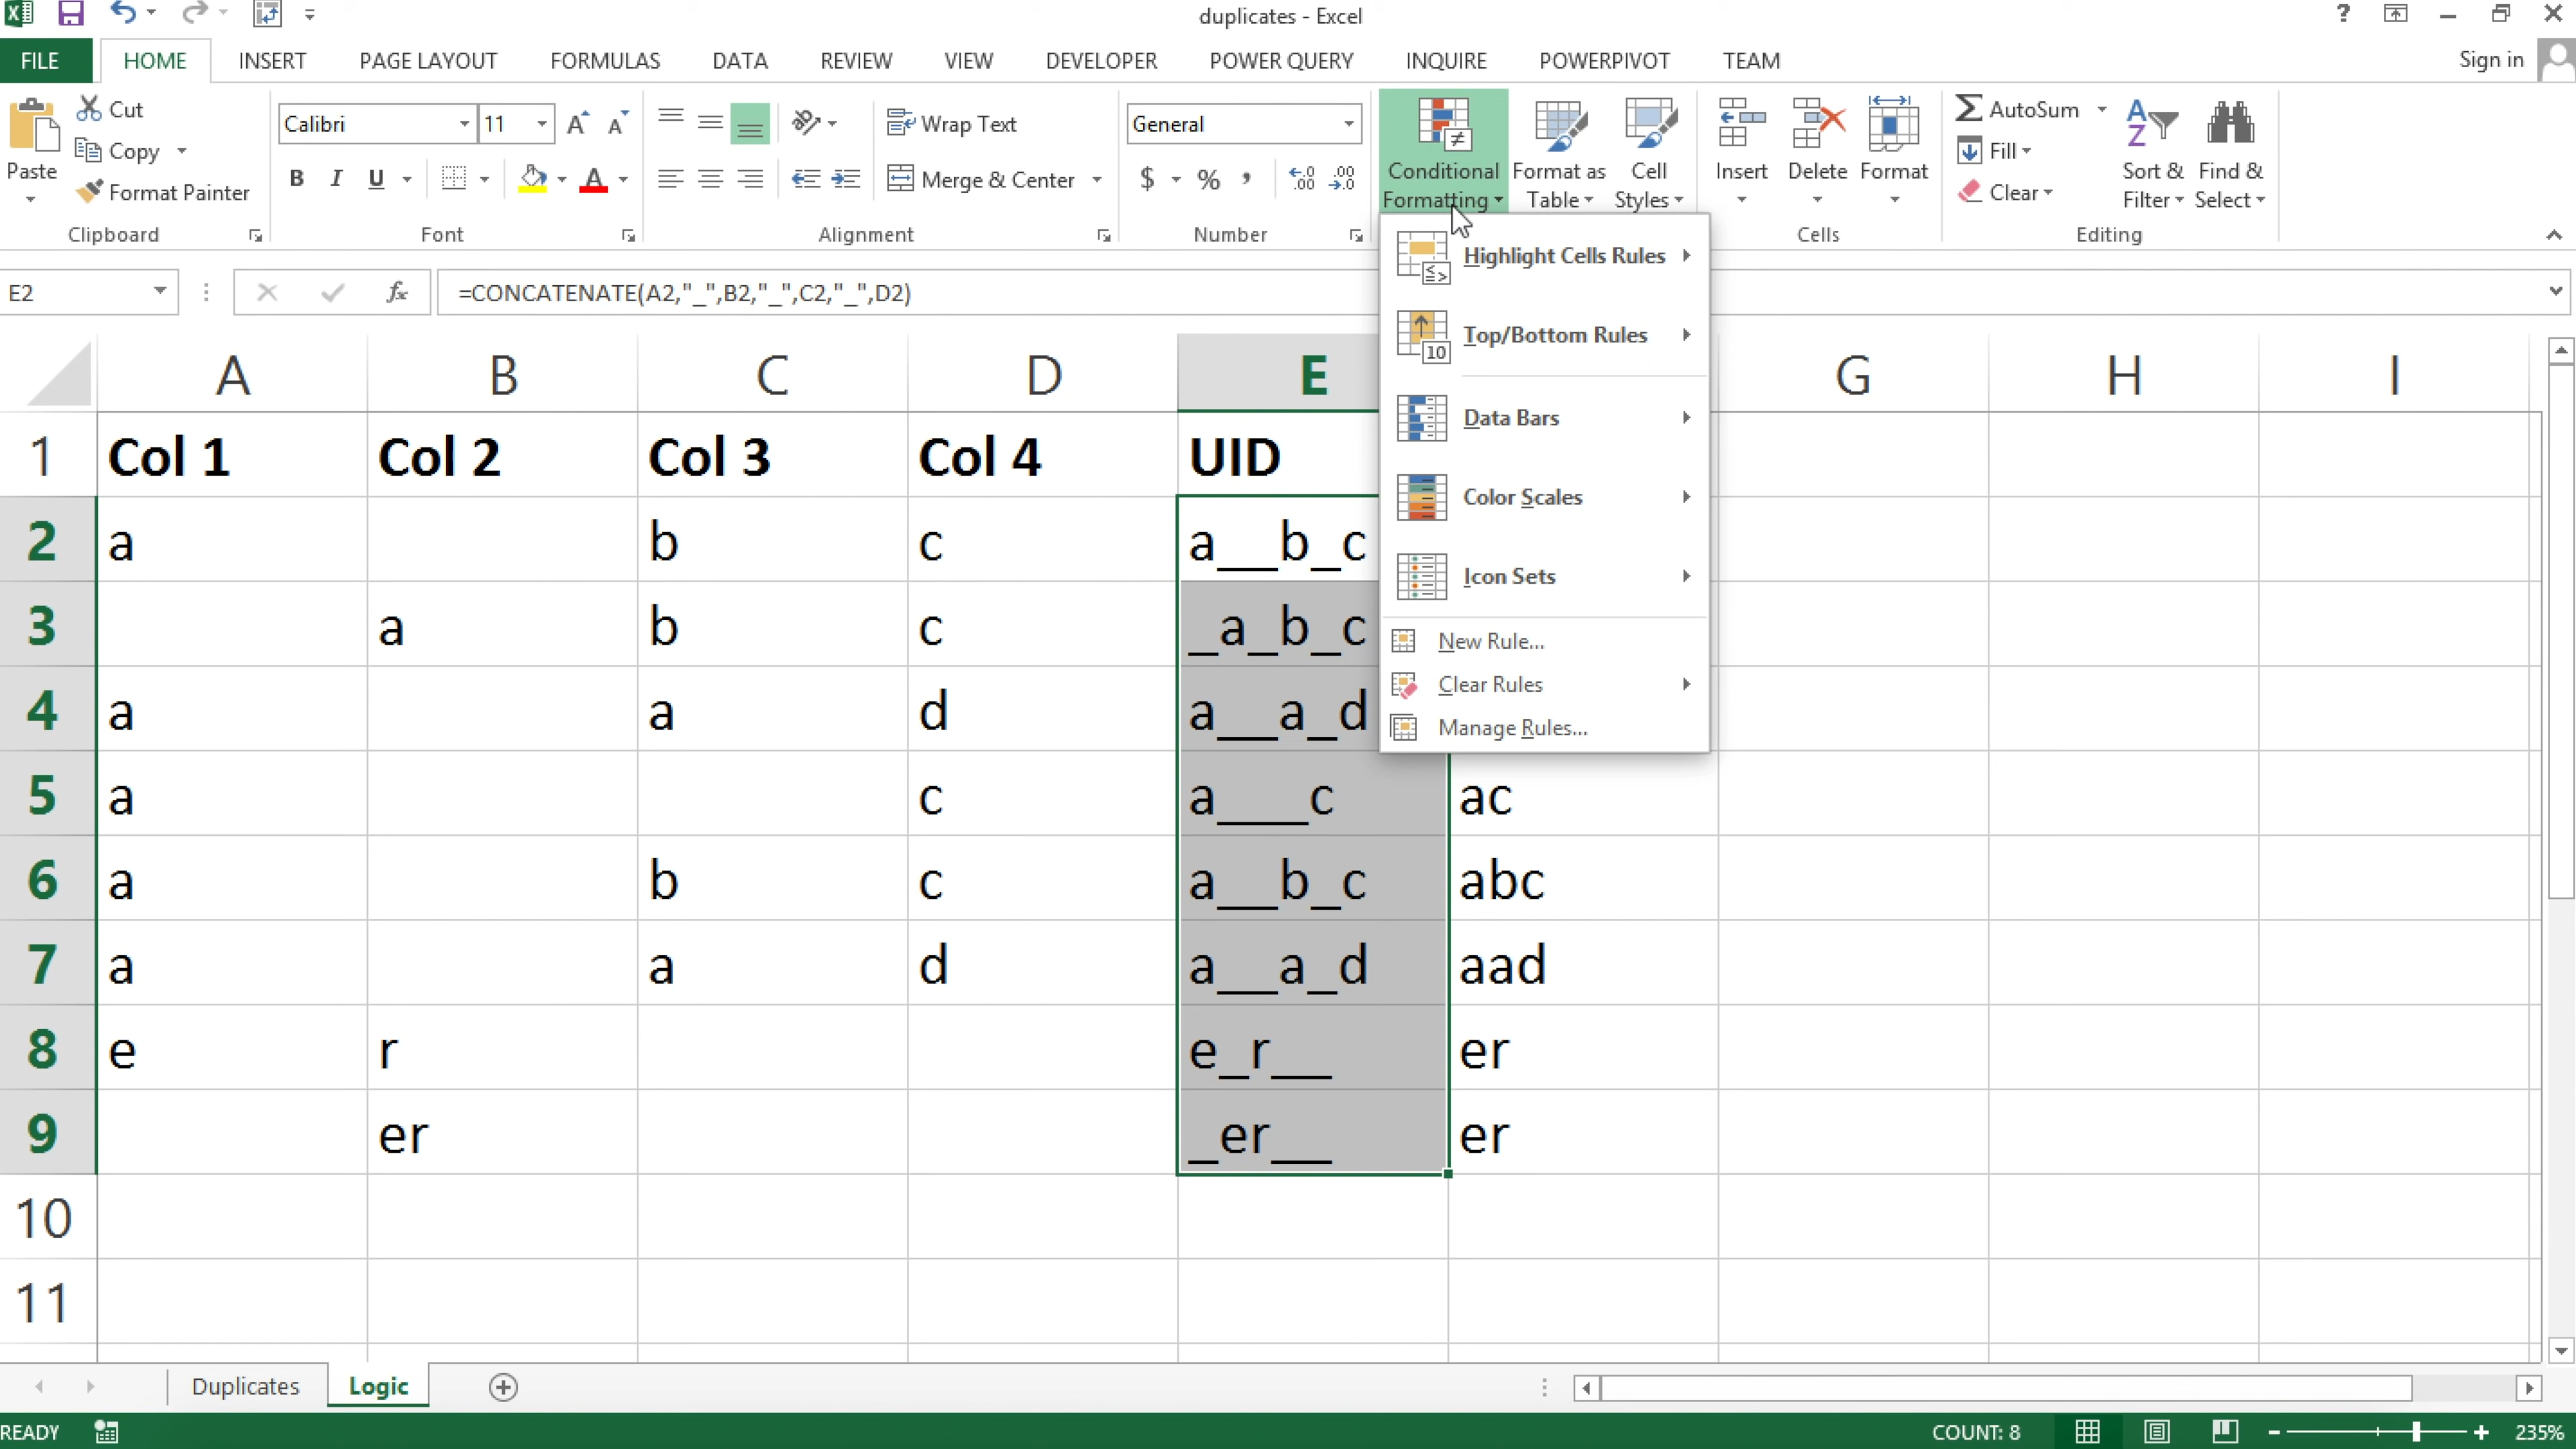 duplicates - Excel
FILE HOME INSERT PAGE LAYOUT FORMULAS DATA REVIEW VIEW DEVELOPER POWER QUERY INQUIRE POWERPIVOT TEAM Sign in
Paste
Cut
Copy
Format Painter
Clipboard
Calibri 11
B I U A
Font
Wrap Text
Merge & Center
Alignment
General
$ % ,
Number
Conditional Formatting
Format as Table
Cell Styles
Insert
Delete
Format
Cells
AutoSum
Fill
Clear
Sort & Filter
Find & Select
Editing
Highlight Cells Rules
Top/Bottom Rules
Data Bars
Color Scales
Icon Sets
New Rule...
Clear Rules
Manage Rules...
E2 fx =CONCATENATE(A2,"_",B2,"_",C2,"_",D2)
A B C D E G H I
1 Col 1 Col 2 Col 3 Col 4 UID
2 a b c a__b_c
3 a b c _a_b_c
4 a a d a__a_d
5 a c a___c ac
6 a b c a__b_c abc
7 a a d a__a_d aad
8 e r e_r__ er
9 er _er__ er
10
11
Duplicates Logic
READY COUNT: 8 235%